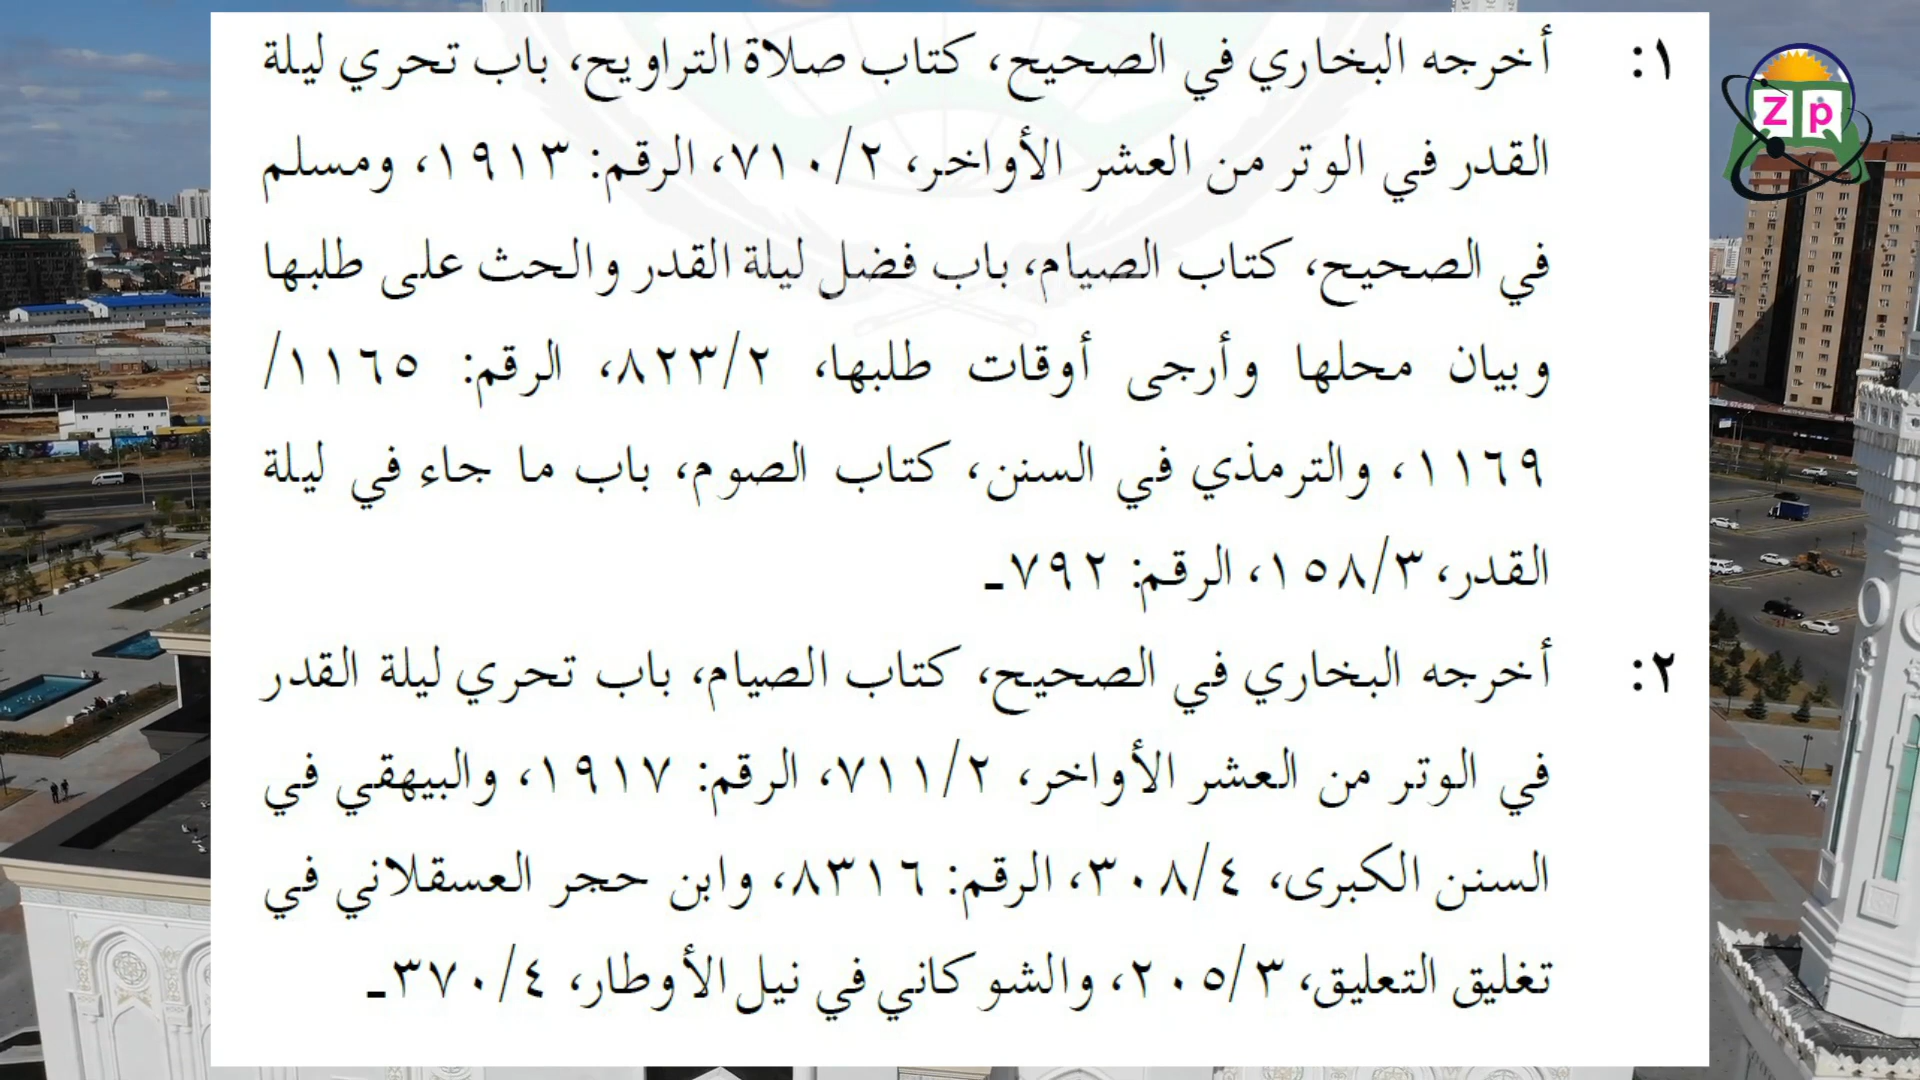 ١: أخرجه البخاري في الصحيح، كتاب صلاة التراويح، باب تحري ليلة
القدر في الوتر من العشر الأواخر، ٢/٧١٠، الرقم: ١٩١٣، ومسلم
في الصحيح، كتاب الصيام، باب فضل ليلة القدر والحث على طلبها
وبيان محلها وأرجى أوقات طلبها، ٢/٨٢٣، الرقم: ١١٦٥/
١١٦٩، والترمذي في السنن، كتاب الصوم، باب ما جاء في ليلة
القدر، ٣/١٥٨، الرقم: ٧٩٢ـ
٢: أخرجه البخاري في الصحيح، كتاب الصيام، باب تحري ليلة القدر
في الوتر من العشر الأواخر، ٢/٧١١، الرقم: ١٩١٧، والبيهقي في
السنن الكبرى، ٤/٣٠٨، الرقم: ٨٣١٦، وابن حجر العسقلاني في
تغليق التعليق، ٣/٢٠٥، والشوكاني في نيل الأوطار، ٤/٣٧٠ـ
Z p